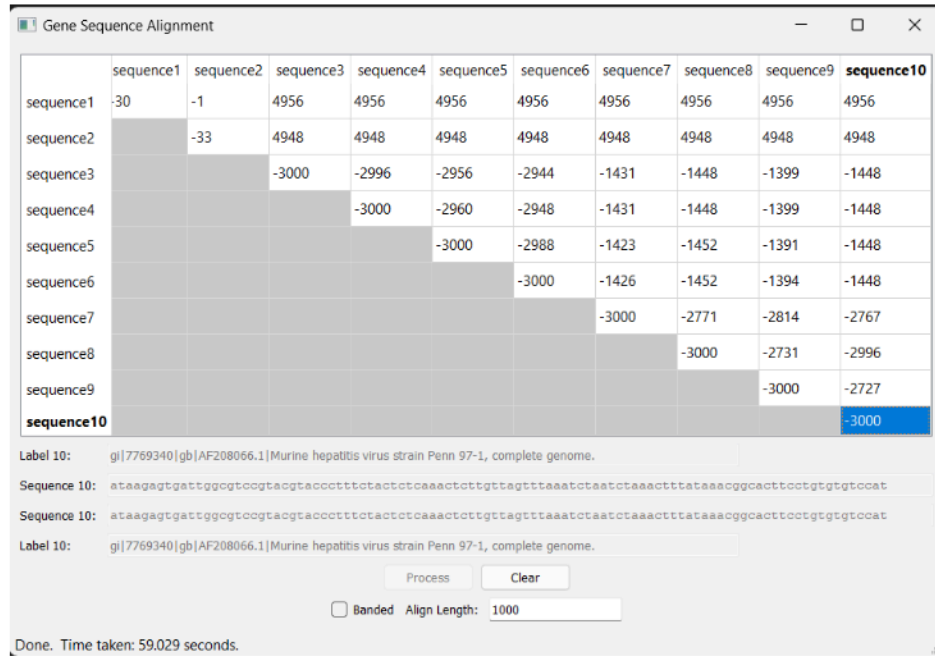 Gene Sequence Alignment
sequence1 sequence2 sequence3 sequence4 sequence5 sequence6 sequence7 sequence8 sequence9 sequence10
sequence1 -30 -1 4956 4956 4956 4956 4956 4956 4956 4956
sequence2 -33 4948 4948 4948 4948 4948 4948 4948 4948
sequence3 -3000 -2996 -2956 -2944 -1431 -1448 -1399 -1448
sequence4 -3000 -2960 -2948 -1431 -1448 -1399 -1448
sequence5 -3000 -2988 -1423 -1452 -1391 -1448
sequence6 -3000 -1426 -1452 -1394 -1448
sequence7 -3000 -2771 -2814 -2767
sequence8 -3000 -2731 -2996
sequence9 -3000 -2727
sequence10 -3000
Label 10: gi|7769340|gb|AF208066.1|Murine hepatitis virus strain Penn 97-1, complete genome.
Sequence 10: ataagagtgattggcgtccgtacgtaccctttctactctcaaactcttgttagtttaaatctaatctaaactttataaacggcacttcctgtgtgtccat
Sequence 10: ataagagtgattggcgtccgtacgtaccctttctactctcaaactcttgttagtttaaatctaatctaaactttataaacggcacttcctgtgtgtccat
Label 10: gi|7769340|gb|AF208066.1|Murine hepatitis virus strain Penn 97-1, complete genome.
Process Clear
Banded Align Length: 1000
Done. Time taken: 59.029 seconds.